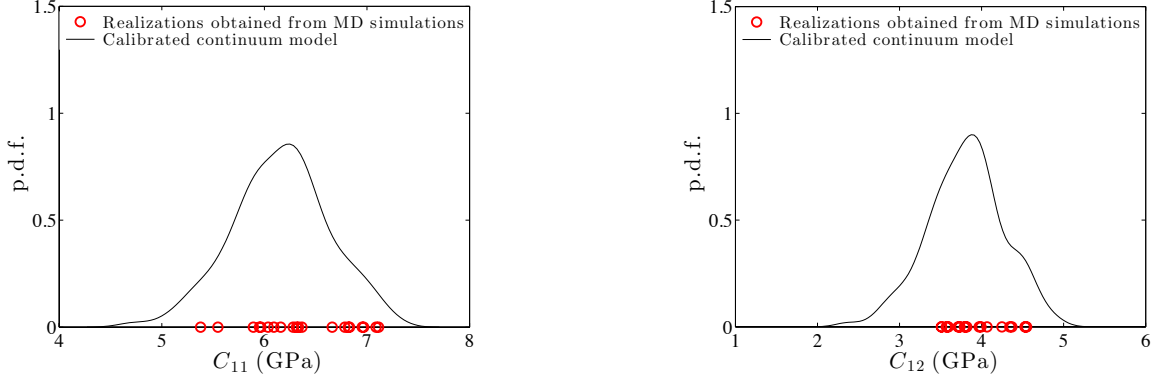 1.5
Realizations obtained from MD simulations
Calibrated continuum model
1
p.d.f.
0.5
0
4 5 6 7 8
C₁₁ (GPa)
1.5
Realizations obtained from MD simulations
Calibrated continuum model
1
p.d.f.
0.5
0
1 2 3 4 5 6
C₁₂ (GPa)